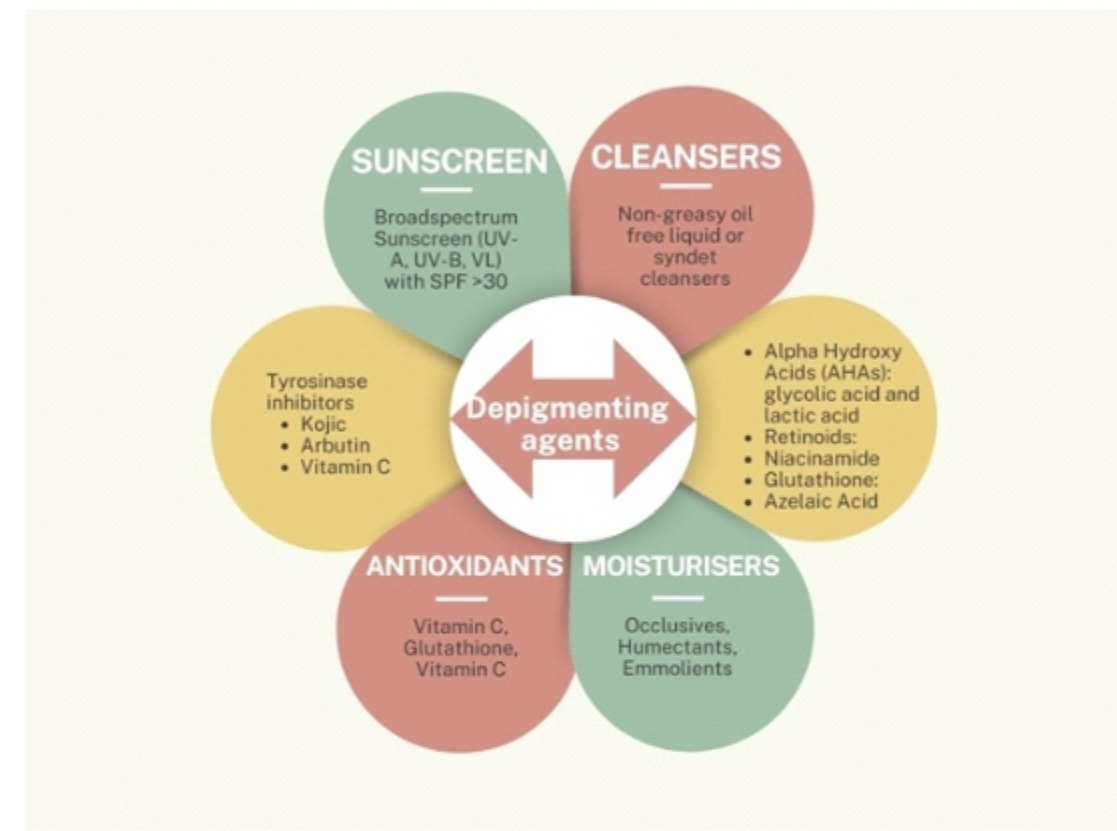 SUNSCREEN
Broadspectrum
Sunscreen (UV-
A, UV-B, VL)
with SPF >30
CLEANSERS
Non-greasy oil
free liquid or
syndet
cleansers
Tyrosinase
inhibitors
• Kojic
• Arbutin
• Vitamin C
Depigmenting
agents
• Alpha Hydroxy
Acids (AHAs):
glycolic acid and
lactic acid
• Retinoids:
• Niacinamide
• Glutathione:
• Azelaic Acid
ANTIOXIDANTS
Vitamin C,
Glutathione,
Vitamin C
MOISTURISERS
Occlusives,
Humectants,
Emmolients